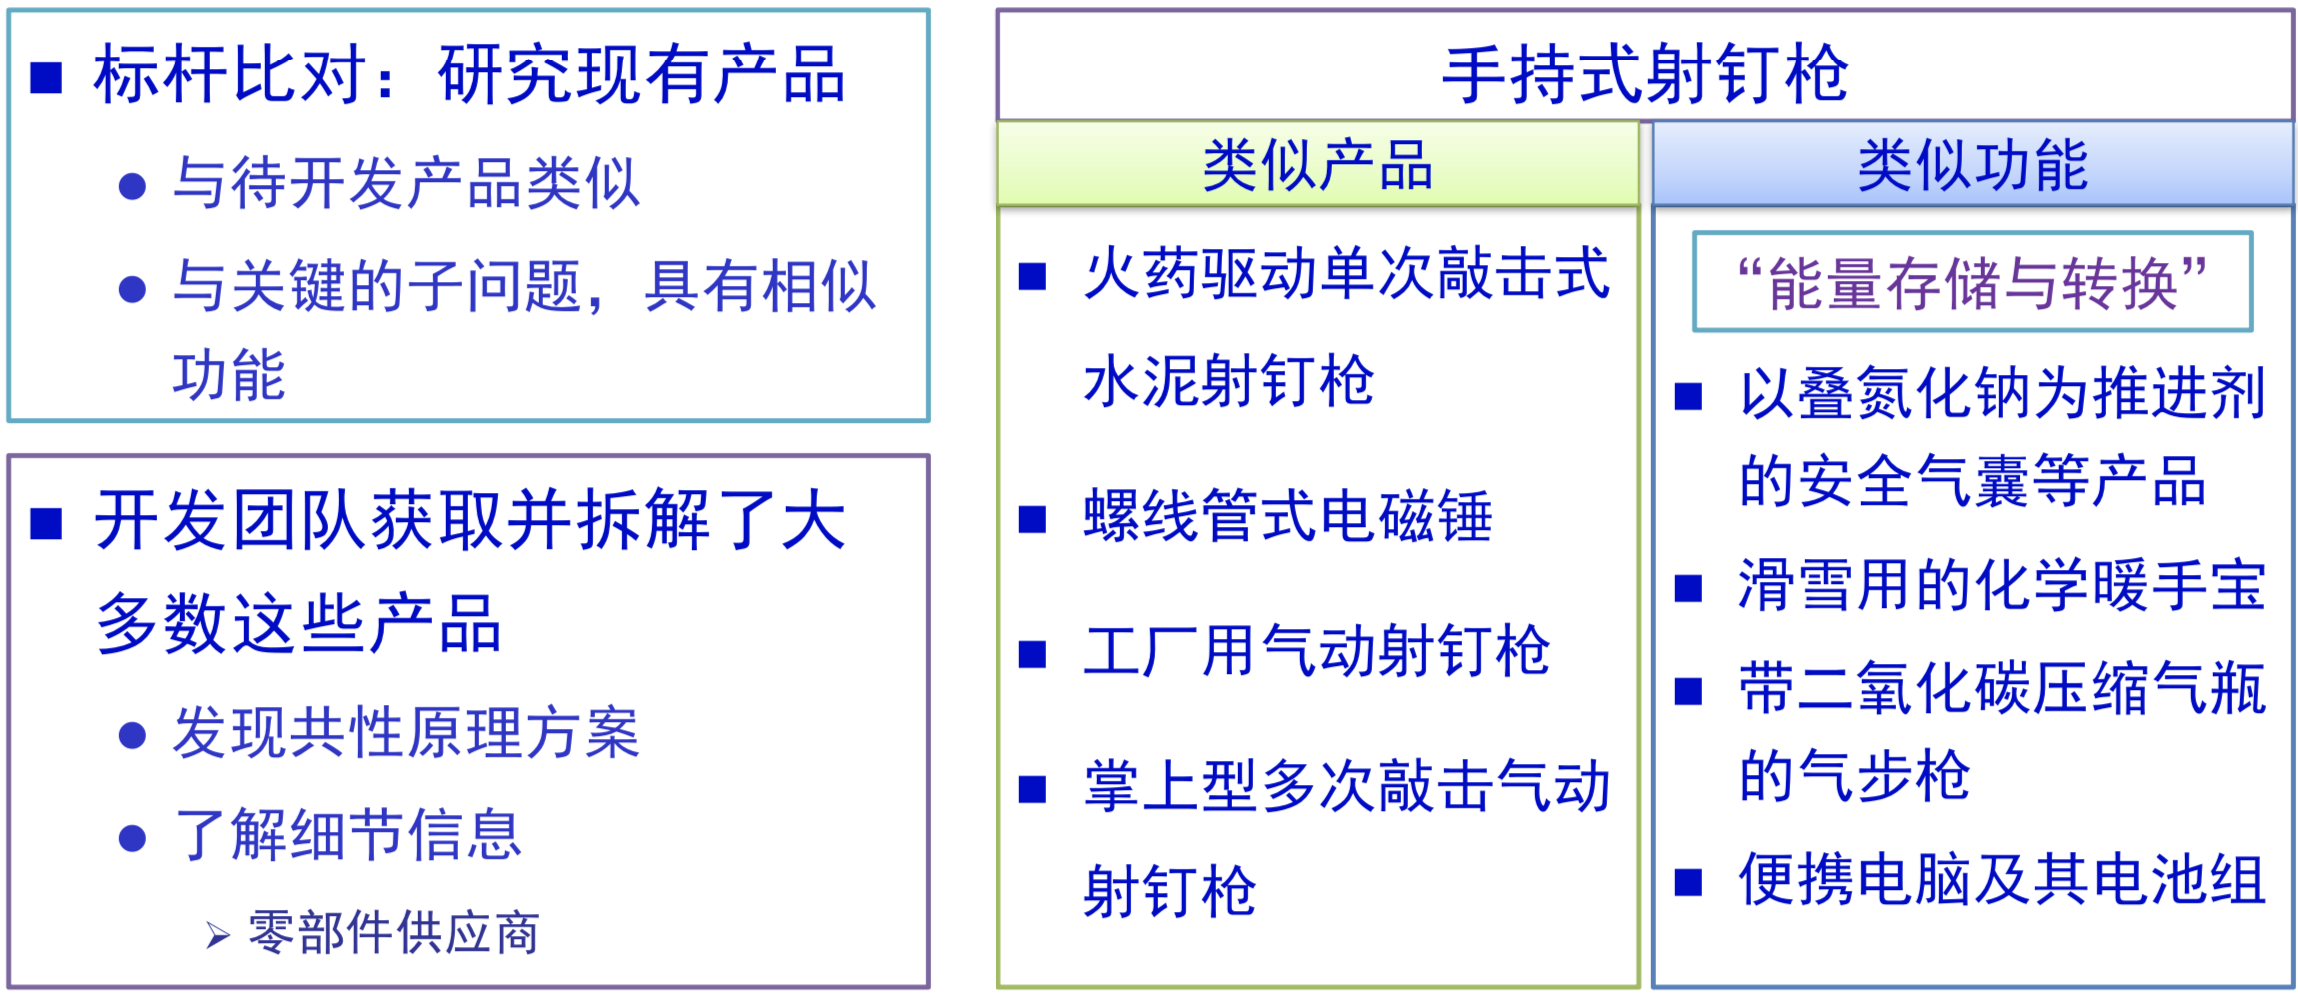 ■ 标杆比对：研究现有产品
● 与待开发产品类似
● 与关键的子问题，具有相似
功能
■ 开发团队获取并拆解了大
多数这些产品
● 发现共性原理方案
● 了解细节信息
➢ 零部件供应商
手持式射钉枪
类似产品
■ 火药驱动单次敲击式
水泥射钉枪
■ 螺线管式电磁锤
■ 工厂用气动射钉枪
■ 掌上型多次敲击气动
射钉枪
类似功能
“能量存储与转换”
■ 以叠氮化钠为推进剂
的安全气囊等产品
■ 滑雪用的化学暖手宝
■ 带二氧化碳压缩气瓶
的气步枪
■ 便携电脑及其电池组